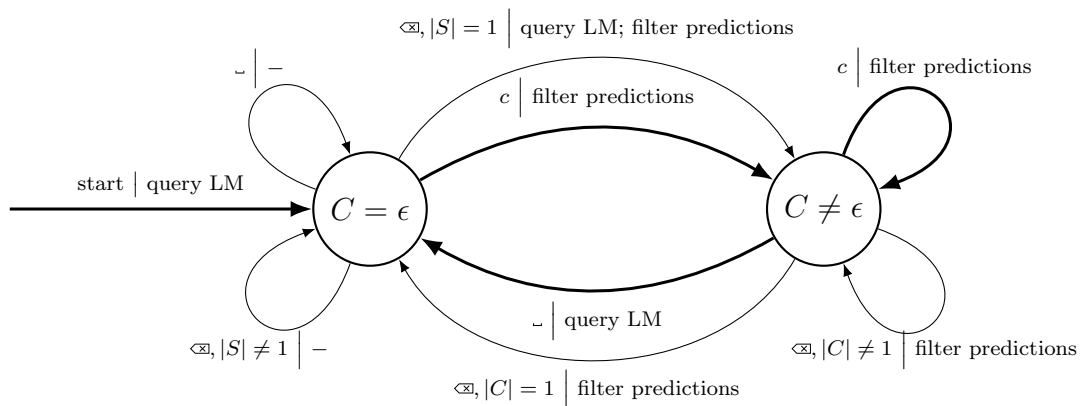 ⌫, |S| = 1 | query LM; filter predictions
␣ | −
c | filter predictions
c | filter predictions
start | query LM
C = ϵ
C ≠ ϵ
␣ | query LM
⌫, |S| ≠ 1 | −
⌫, |C| ≠ 1 | filter predictions
⌫, |C| = 1 | filter predictions